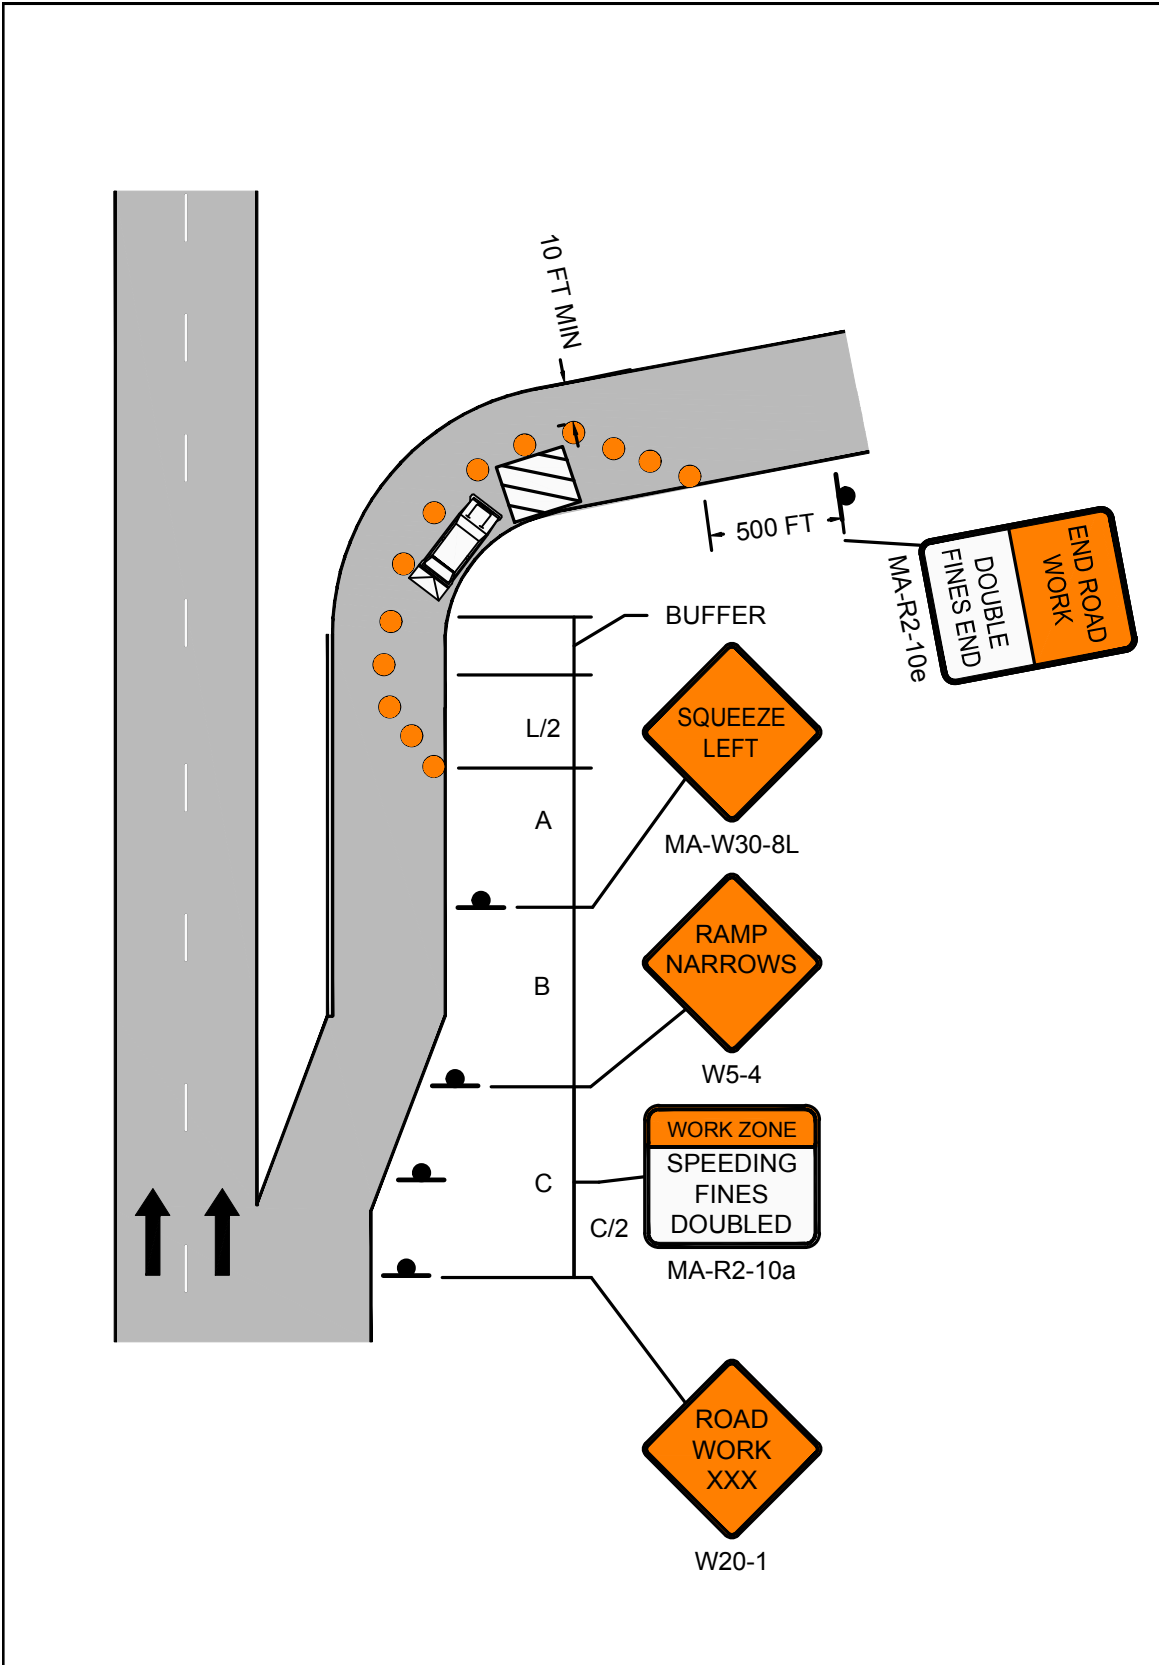 10 FT MIN
500 FT
END ROAD
WORK
DOUBLE
FINES END
MA-R2-10e
BUFFER
L/2
SQUEEZE
LEFT
A
MA-W30-8L
RAMP
NARROWS
B
W5-4
WORK ZONE
SPEEDING
FINES
DOUBLED
C
C/2
MA-R2-10a
ROAD
WORK
XXX
W20-1